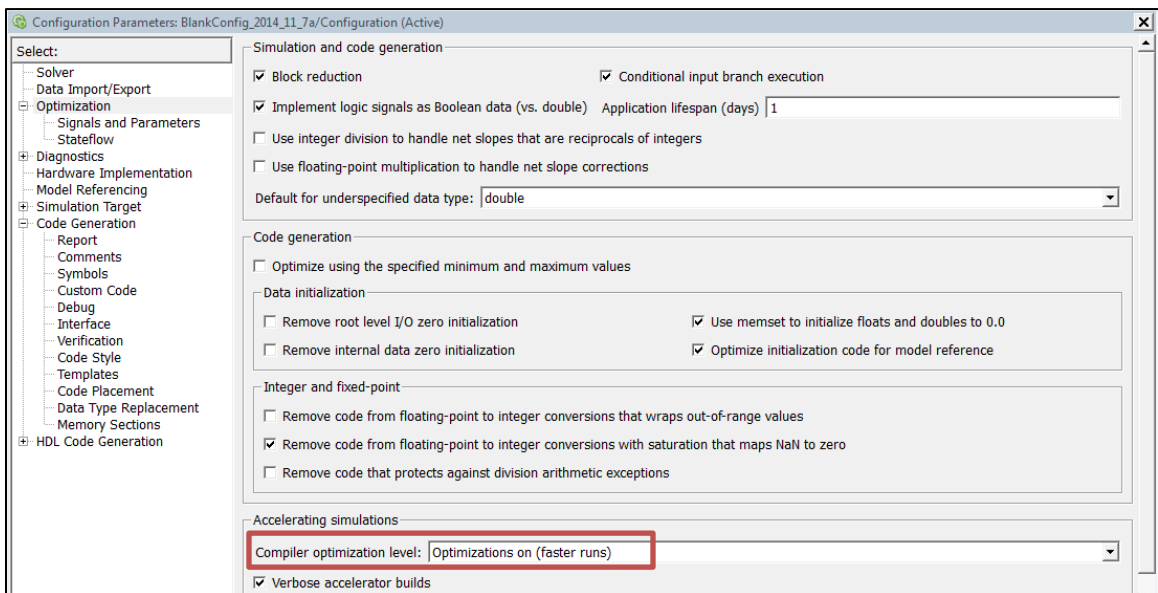 Configuration Parameters: BlankConfig_2014_11_7a/Configuration (Active)
Select:
Solver
Data Import/Export
Optimization
Signals and Parameters
Stateflow
Diagnostics
Hardware Implementation
Model Referencing
Simulation Target
Code Generation
Report
Comments
Symbols
Custom Code
Debug
Interface
Verification
Code Style
Templates
Code Placement
Data Type Replacement
Memory Sections
HDL Code Generation
Simulation and code generation
Block reduction
Conditional input branch execution
Implement logic signals as Boolean data (vs. double)
Application lifespan (days) 1
Use integer division to handle net slopes that are reciprocals of integers
Use floating-point multiplication to handle net slope corrections
Default for underspecified data type: double
Code generation
Optimize using the specified minimum and maximum values
Data initialization
Remove root level I/O zero initialization
Use memset to initialize floats and doubles to 0.0
Remove internal data zero initialization
Optimize initialization code for model reference
Integer and fixed-point
Remove code from floating-point to integer conversions that wraps out-of-range values
Remove code from floating-point to integer conversions with saturation that maps NaN to zero
Remove code that protects against division arithmetic exceptions
Accelerating simulations
Compiler optimization level: Optimizations on (faster runs)
Verbose accelerator builds